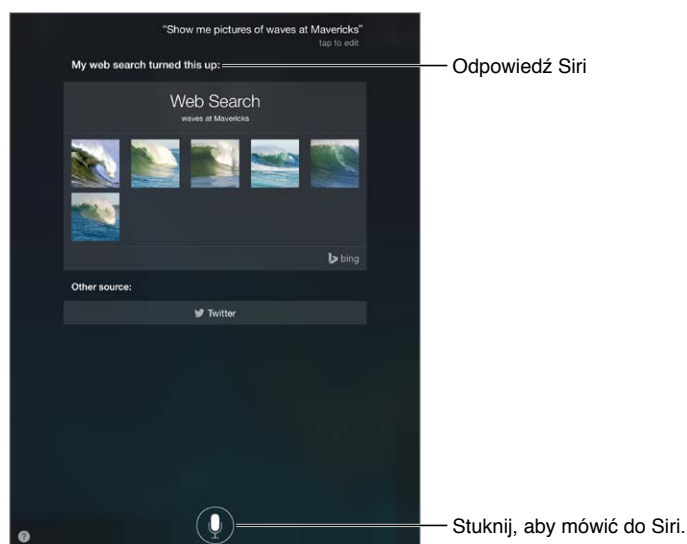 “Show me pictures of waves at Mavericks”
tap to edit
My web search turned this up:
Odpowiedź Siri
Web Search
waves at Mavericks
bing
Other source:
Twitter
?
Stuknij, aby mówić do Siri.